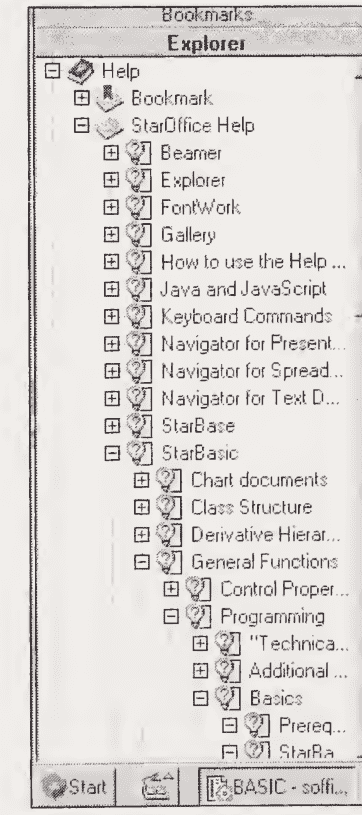 Bookmarks
Explorer
Help
Bookmark
StarOffice Help
Beamer
Explorer
FontWork
Gallery
How to use the Help ...
Java and JavaScript
Keyboard Commands
Navigator for Present...
Navigator for Spread...
Navigator for Text D...
StarBase
StarBasic
Chart documents
Class Structure
Derivative Hierar...
General Functions
Control Proper...
Programming
"Technica...
Additional ...
Basics
Prereq...
StarBa...
Start BASIC - soffi...